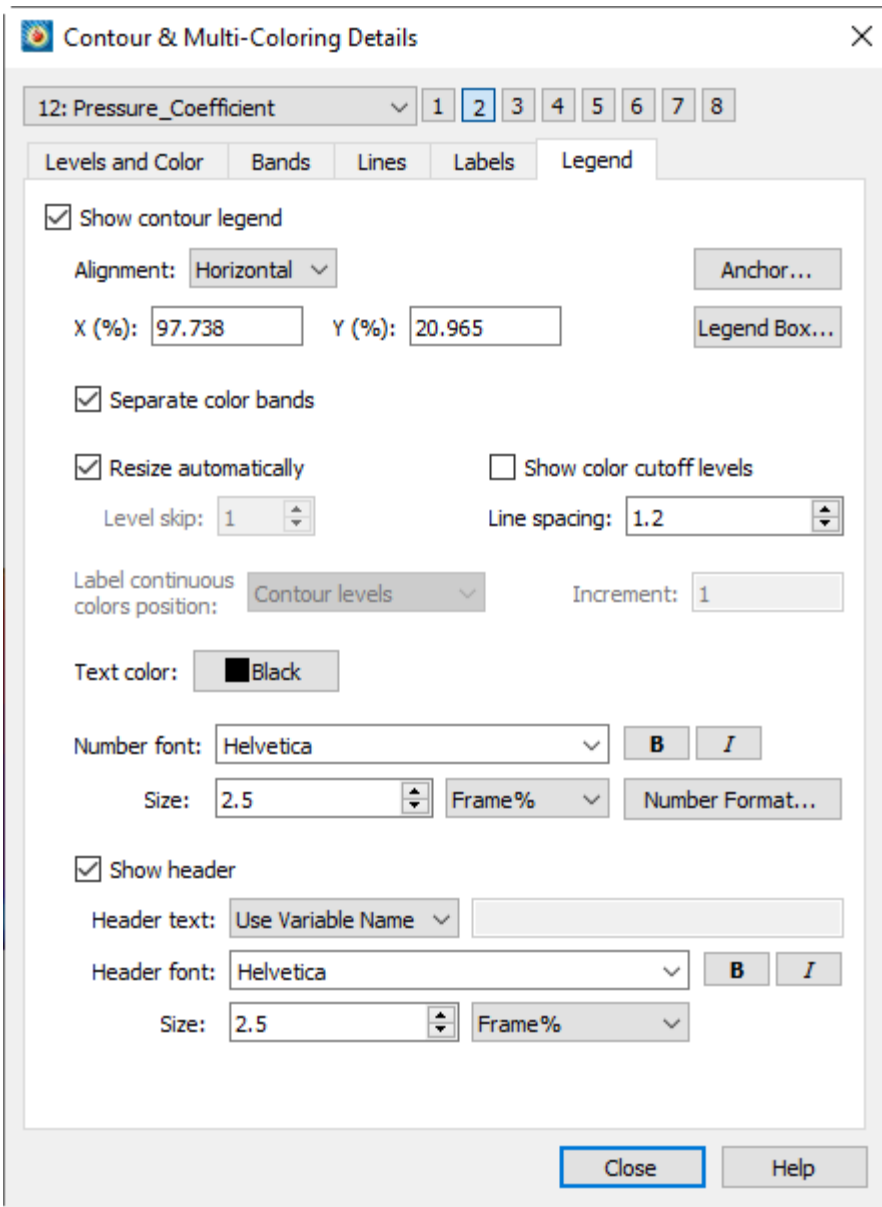 Contour & Multi-Coloring Details
12: Pressure_Coefficient 1 2 3 4 5 6 7 8
Levels and Color Bands Lines Labels Legend
Show contour legend
Alignment: Horizontal Anchor...
X (%): 97.738 Y (%): 20.965 Legend Box...
Separate color bands
Resize automatically Show color cutoff levels
Level skip: 1 Line spacing: 1.2
Label continuous
colors position: Contour levels Increment: 1
Text color: Black
Number font: Helvetica B I
Size: 2.5 Frame% Number Format...
Show header
Header text: Use Variable Name
Header font: Helvetica B I
Size: 2.5 Frame%
Close Help